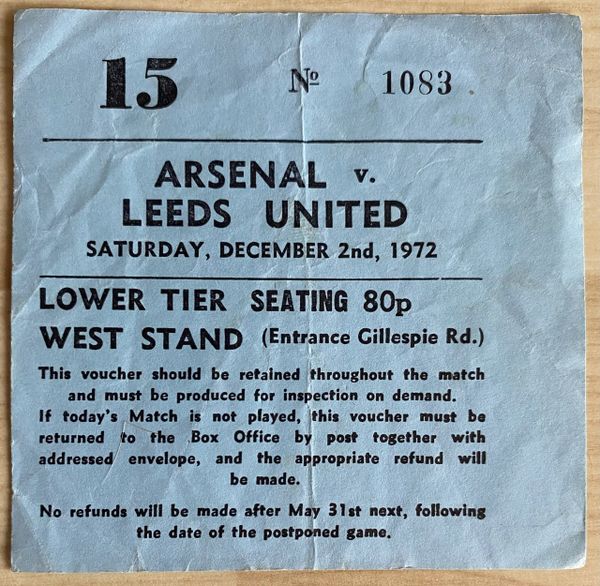 15 Nº 1083
ARSENAL v.
LEEDS UNITED
SATURDAY, DECEMBER 2nd, 1972
LOWER TIER SEATING 80p
WEST STAND (Entrance Gillespie Rd.)
This voucher should be retained throughout the match
and must be produced for inspection on demand.
If today's Match is not played, this voucher must be
returned to the Box Office by post together with
addressed envelope, and the appropriate refund will
be made.
No refunds will be made after May 31st next, following
the date of the postponed game.